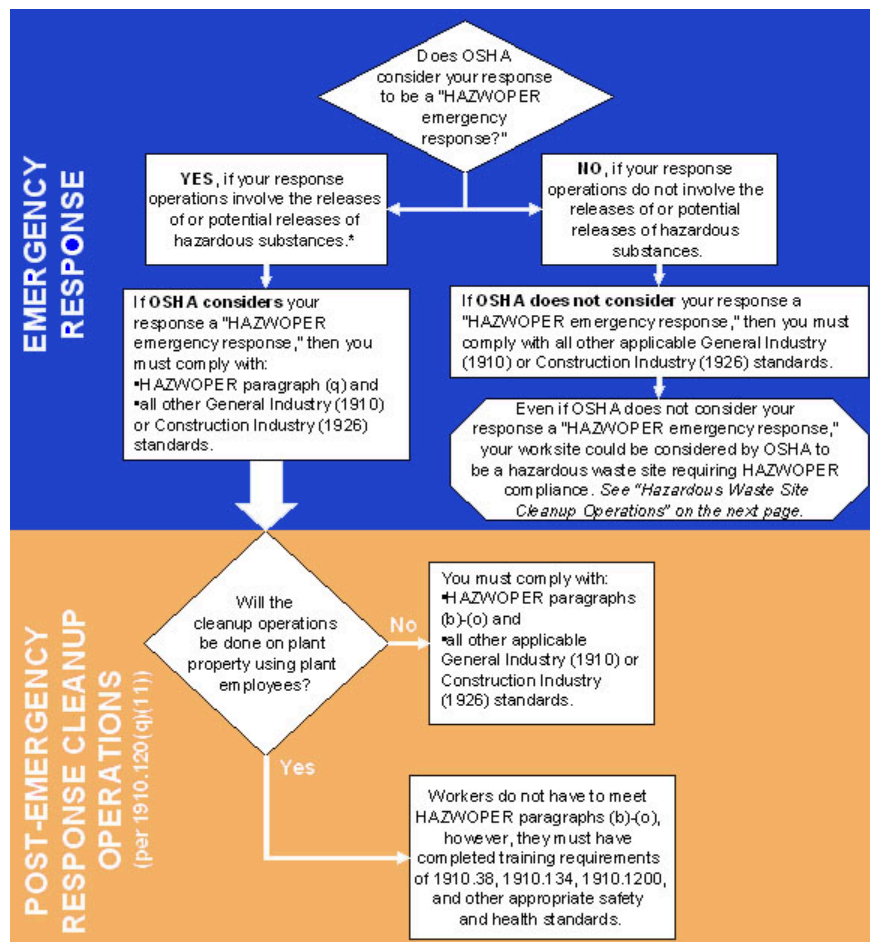 Does OSHA
consider your response
to be a "HAZWOPER
emergency
response?"
EMERGENCY
RESPONSE
YES, if your response
operations involve the releases
of or potential releases of
hazardous substances.*
NO, if your response
operations do not involve the
releases of or potential
releases of hazardous
substances.
If OSHA considers your
response a "HAZWOPER
emergency response," then you
must comply with:
▪HAZWOPER paragraph (q) and
▪all other General Industry (1910)
or Construction Industry (1926)
standards.
If OSHA does not consider your response a
"HAZWOPER emergency response," then you must
comply with all other applicable General Industry
(1910) or Construction Industry (1926) standards.
Even if OSHA does not consider your
response a "HAZWOPER emergency response,"
your worksite could be considered by OSHA to
be a hazardous waste site requiring HAZWOPER
compliance. See "Hazardous Waste Site
Cleanup Operations" on the next page.
POST-EMERGENCY
RESPONSE CLEANUP
OPERATIONS
(per 1910.120(q)(11))
Will the
cleanup operations
be done on plant
property using plant
employees?
No
You must comply with:
▪HAZWOPER paragraphs
(b)-(o) and
▪all other applicable
General Industry (1910) or
Construction Industry
(1926) standards.
Yes
Workers do not have to meet
HAZWOPER paragraphs (b)-(o),
however, they must have
completed training requirements
of 1910.38, 1910.134, 1910.1200,
and other appropriate safety
and health standards.